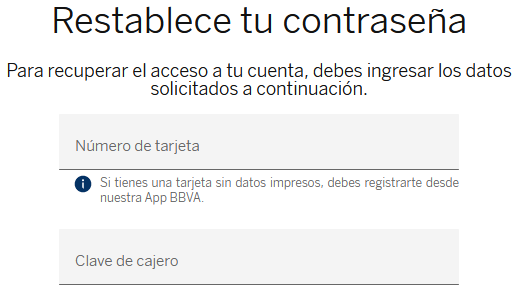 Restablece tu contraseña
Para recuperar el acceso a tu cuenta, debes ingresar los datos
solicitados a continuación.
Número de tarjeta
Si tienes una tarjeta sin datos impresos, debes registrarte desde
nuestra App BBVA.
Clave de cajero